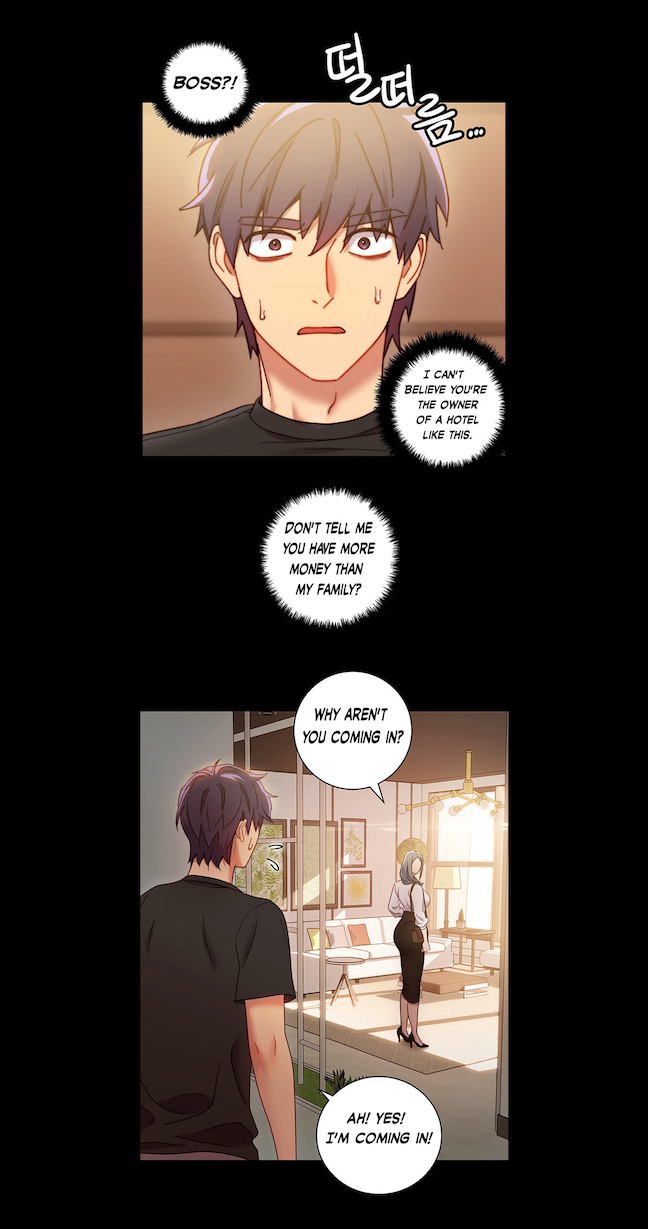 BOSS?!
떨떠름...
I CAN'T
BELIEVE YOU'RE
THE OWNER
OF A HOTEL
LIKE THIS.
DON'T TELL ME
YOU HAVE MORE
MONEY THAN
MY FAMILY?
WHY AREN'T
YOU COMING IN?
AH! YES!
I'M COMING IN!